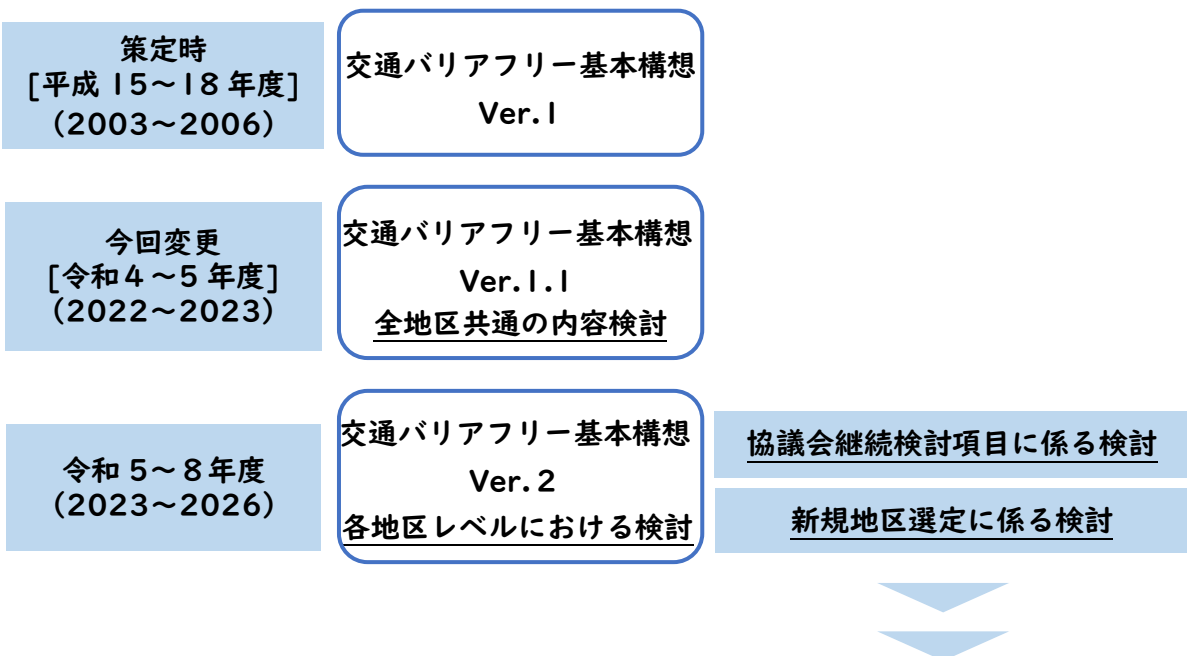 策定時
[平成 15～18 年度]
(2003～2006)
交通バリアフリー基本構想
Ver.1
今回変更
[令和4～5 年度]
(2022～2023)
交通バリアフリー基本構想
Ver.1.1
全地区共通の内容検討
令和 5～8 年度
(2023～2026)
交通バリアフリー基本構想
Ver.2
各地区レベルにおける検討
協議会継続検討項目に係る検討
新規地区選定に係る検討